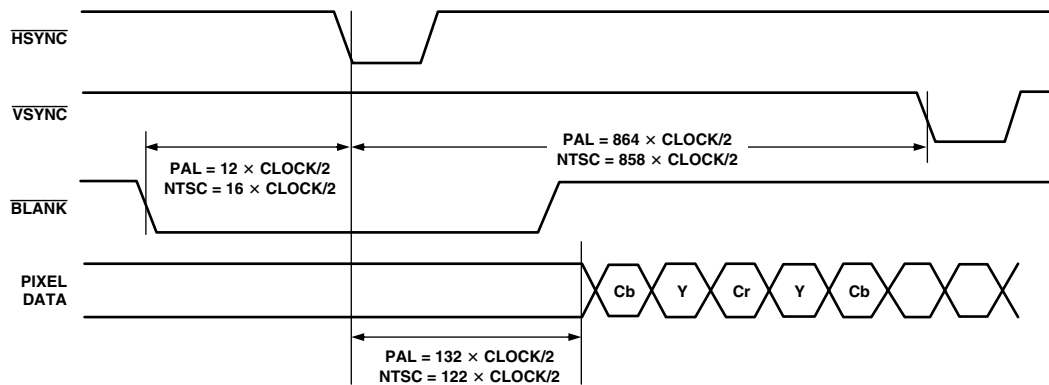 HSYNC
VSYNC
PAL = 12 × CLOCK/2
NTSC = 16 × CLOCK/2
PAL = 864 × CLOCK/2
NTSC = 858 × CLOCK/2
BLANK
PIXEL
DATA
Cb Y Cr Y Cb
PAL = 132 × CLOCK/2
NTSC = 122 × CLOCK/2